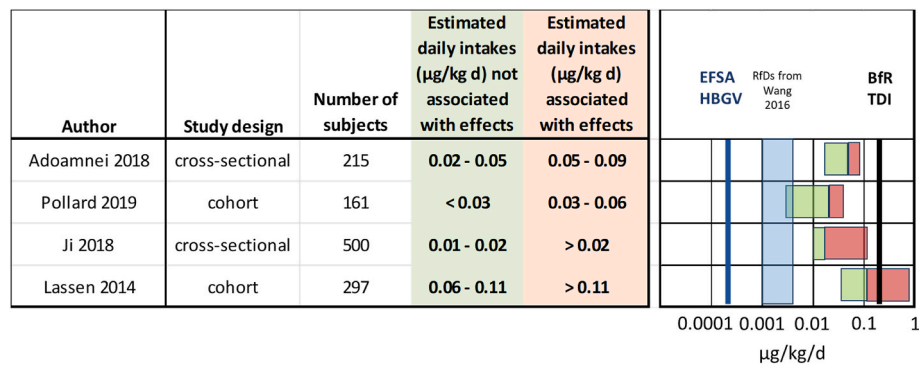 Author
Study design
Number of
subjects
Estimated
daily intakes
(µg/kg d) not
associated
with effects
Estimated
daily intakes
(µg/kg d)
associated
with effects
EFSA
HBGV
RfDs from
Wang
2016
BfR
TDI
Adoamnei 2018 cross-sectional 215 0.02 - 0.05 0.05 - 0.09
Pollard 2019 cohort 161 < 0.03 0.03 - 0.06
Ji 2018 cross-sectional 500 0.01 - 0.02 > 0.02
Lassen 2014 cohort 297 0.06 - 0.11 > 0.11
0.0001 0.001 0.01 0.1 1
µg/kg/d